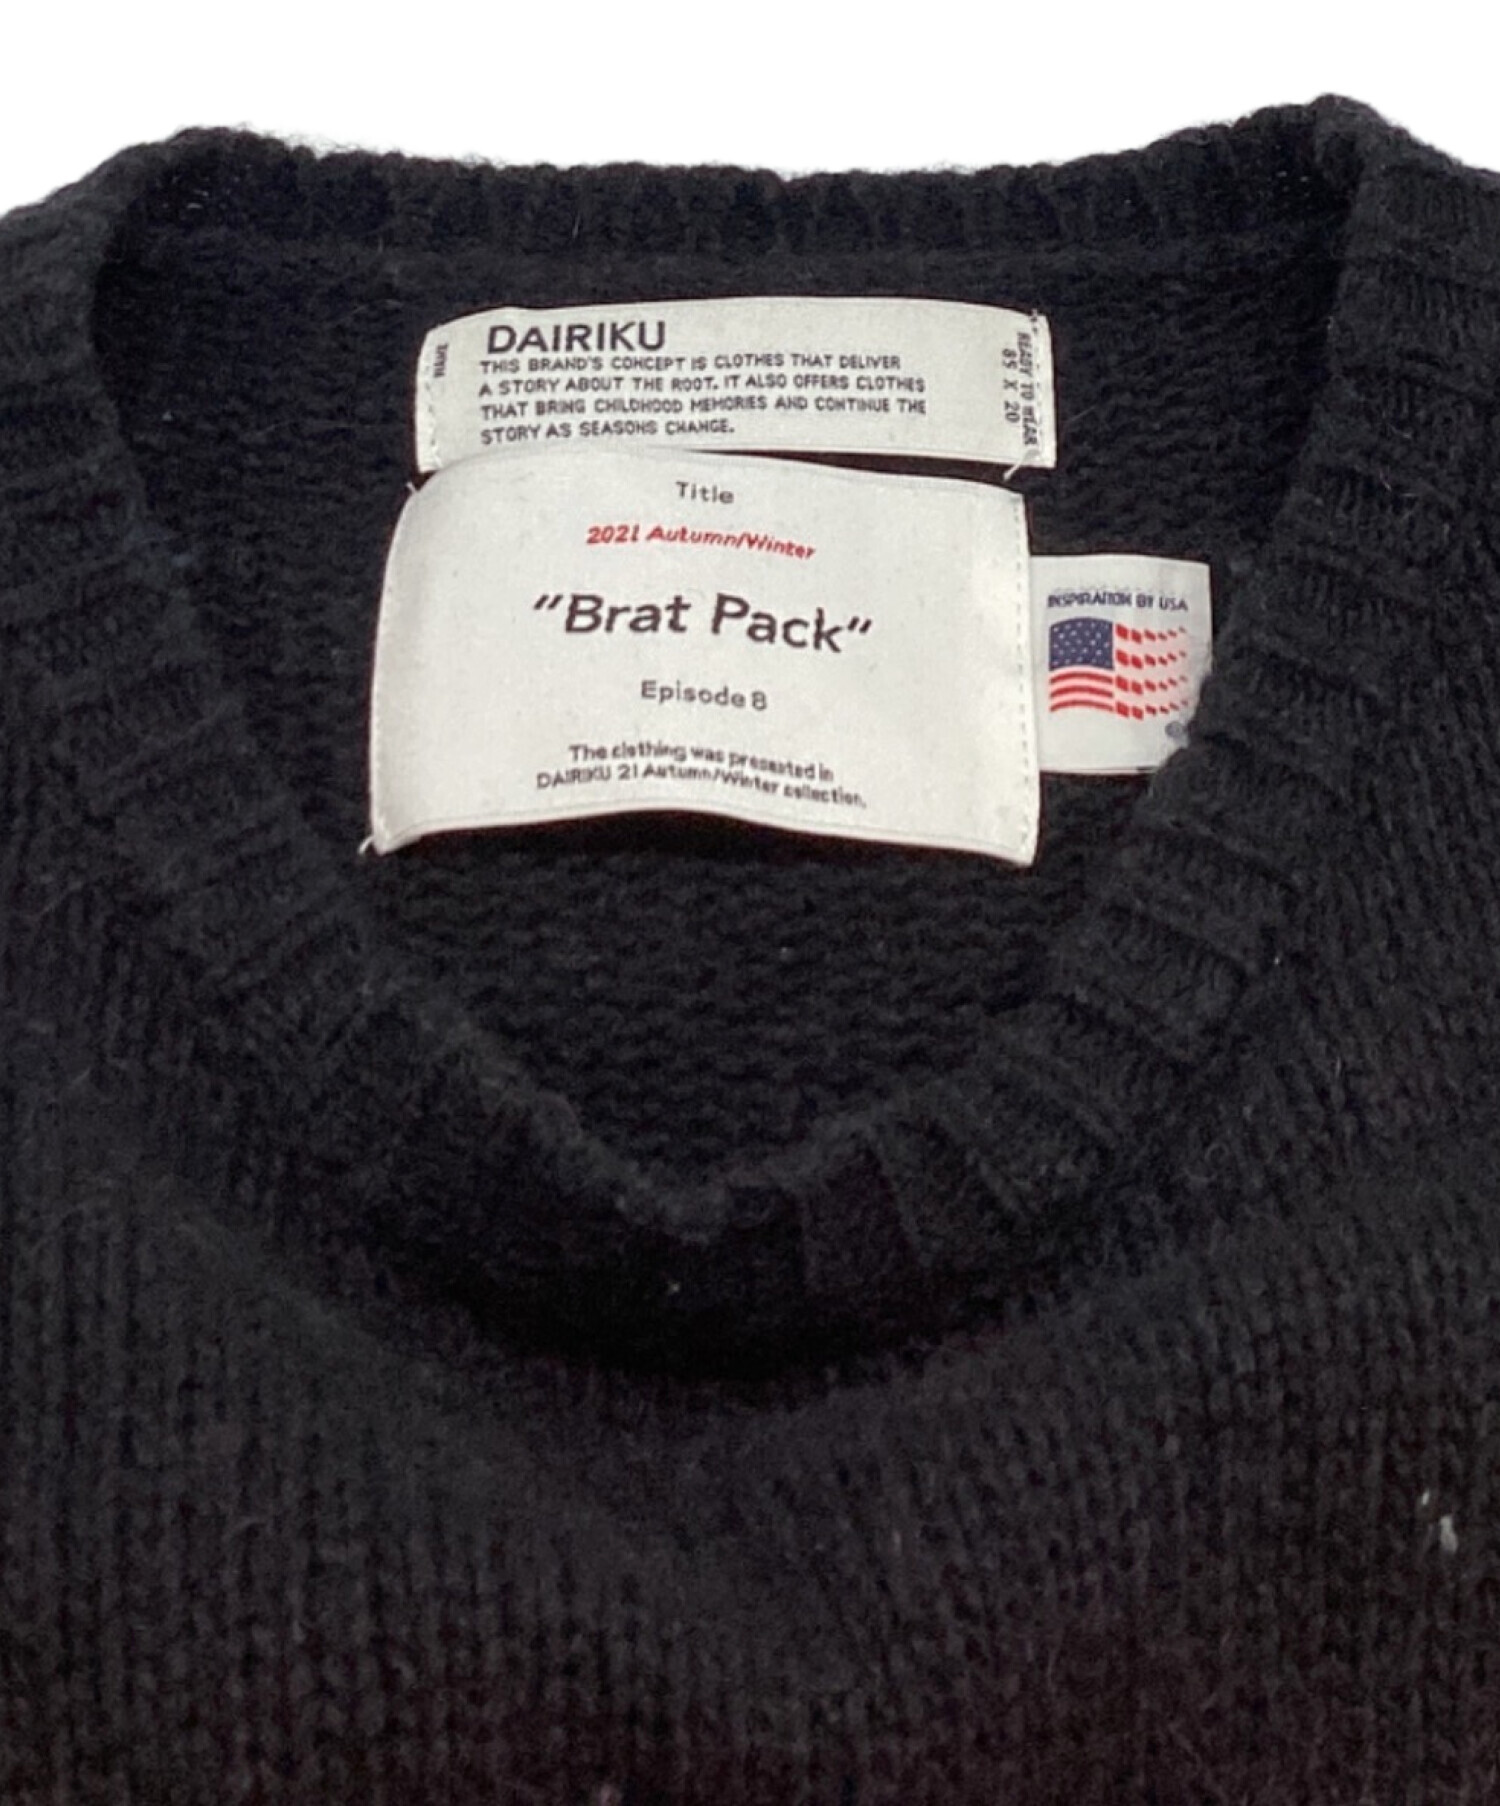 DAIRIKU
THIS BRAND'S CONCEPT IS CLOTHES THAT DELIVER
A STORY ABOUT THE ROOT. IT ALSO OFFERS CLOTHES
THAT BRING CHILDHOOD MEMORIES AND CONTINUE THE
STORY AS SEASONS CHANGE.
READY TO WEAR
85 X 20
Title
2021 Autumn/Winter
"Brat Pack"
Episode 8
The clothing was presented in
DAIRIKU 21 Autumn/Winter collection.
INSPIRATION BY USA